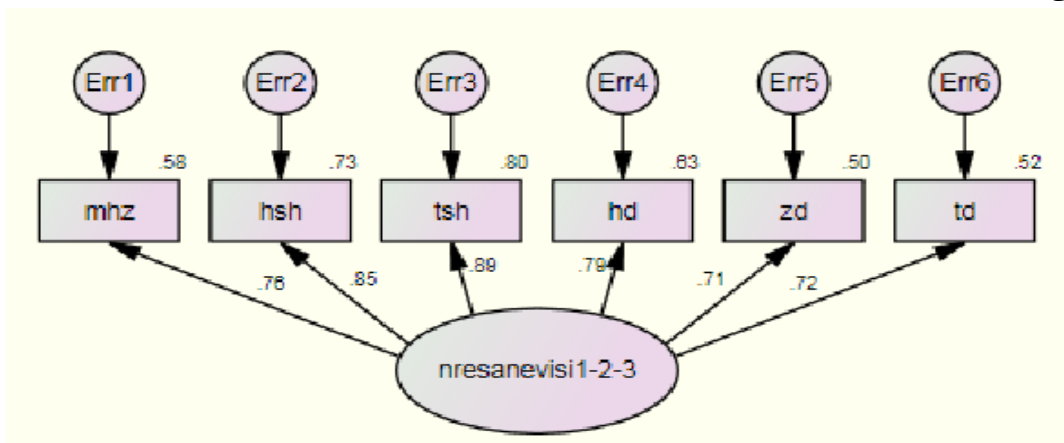 Err1 Err2 Err3 Err4 Err5 Err6
.58 .73 .80 .63 .50 .52
mhz hsh tsh hd zd td
.76 .85 .89 .79 .71 .72
nresanevisi1-2-3